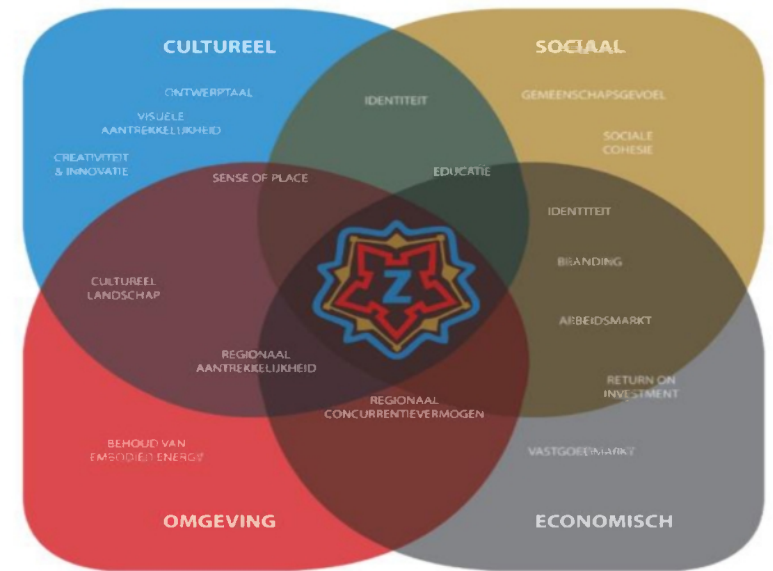 CULTUREEL
SOCIAAL
ONTWERPTAAL
IDENTITEIT
GEMEENSCHAPSGEVOEL
VISUELE
AANTREKKELIJKHEID
SOCIALE
COHESIE
CREATIVITEIT
& INNOVATIE
SENSE OF PLACE
EDUCATIE
IDENTITEIT
BRANDING
CULTUREEL
LANDSCHAP
Z
ARBEIDSMARKT
REGIONAAL
AANTREKKELIJKHEID
RETURN ON
INVESTMENT
REGIONAAL
CONCURRENTIEVERMOGEN
BEHOUD VAN
EMBODIED ENERGY
VASTGOEDMARKT
OMGEVING
ECONOMISCH